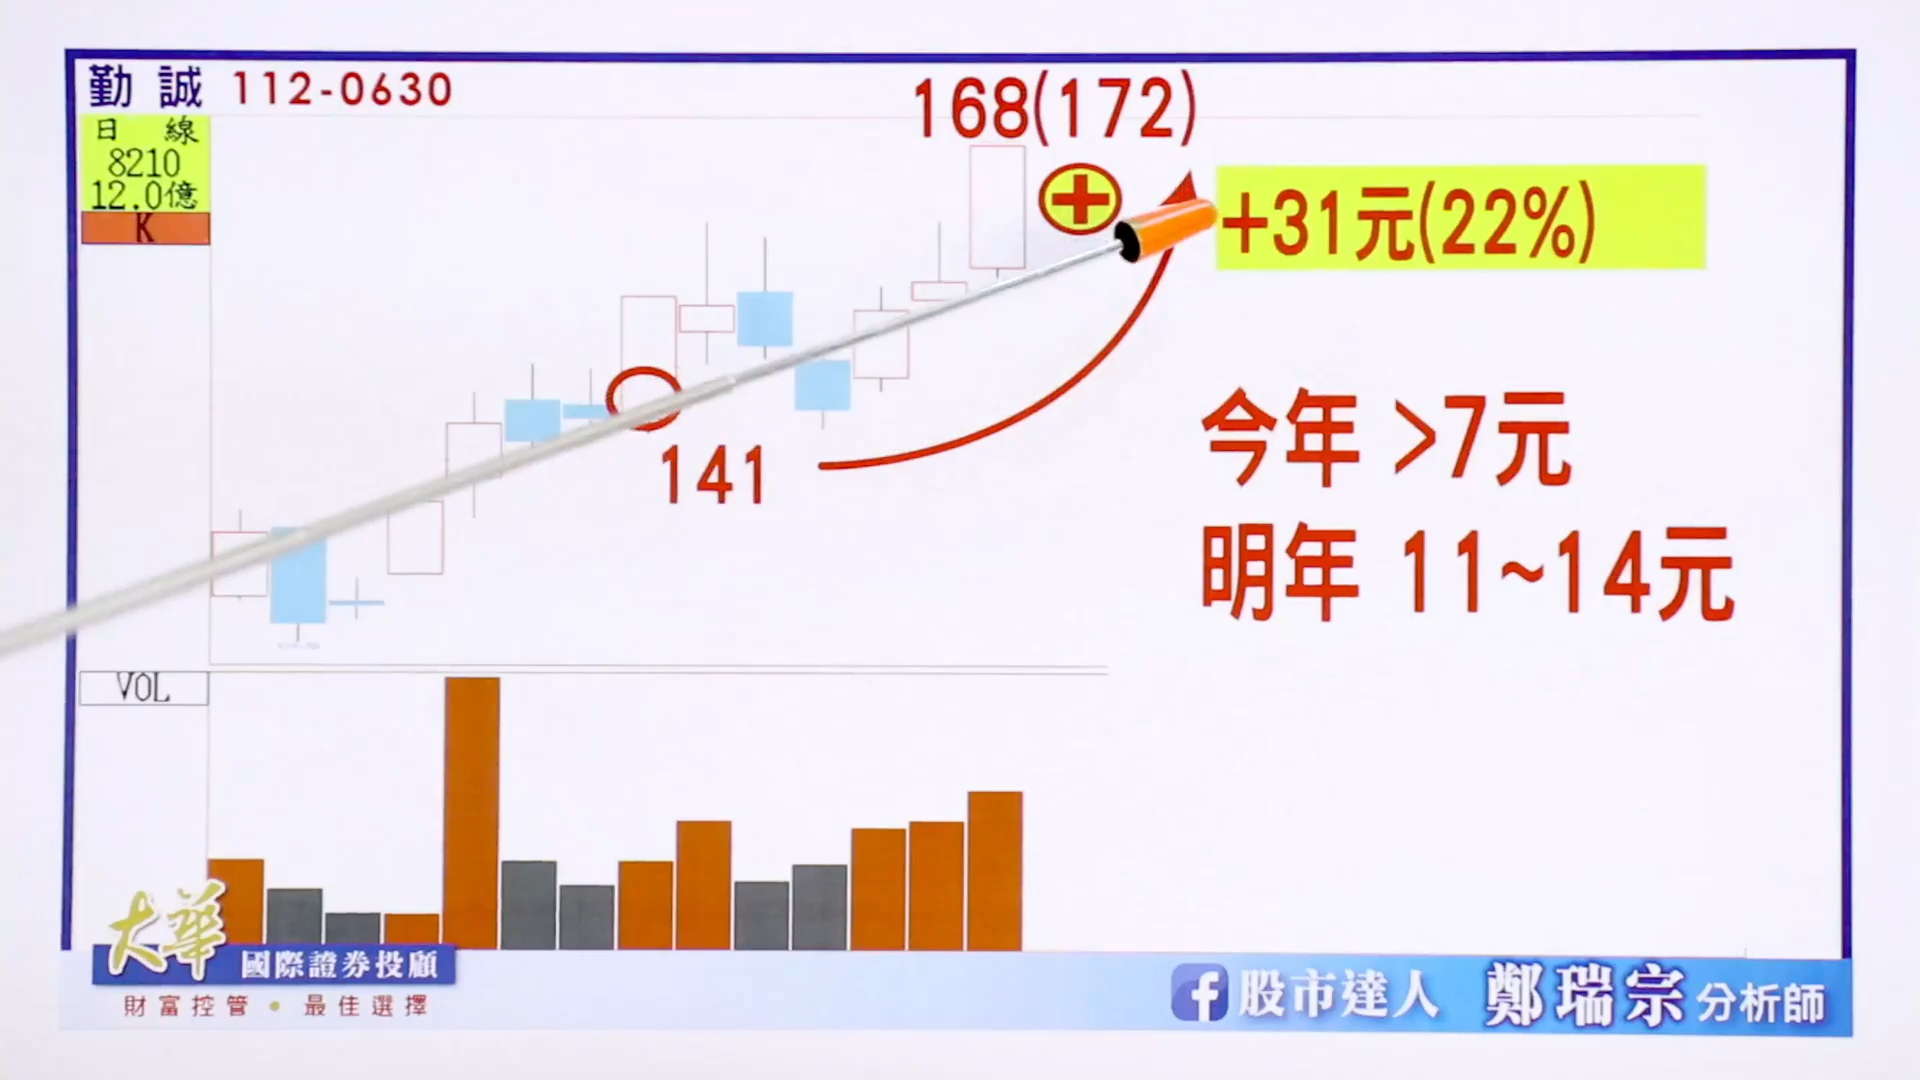 勤誠 112-0630
日線
8210
12.0億
K
168(172)
+31元(22%)
141
今年 >7元
明年 11~14元
VOL
大華
國際證券投顧
財富控管・最佳選擇
股市達人 鄭瑞宗 分析師